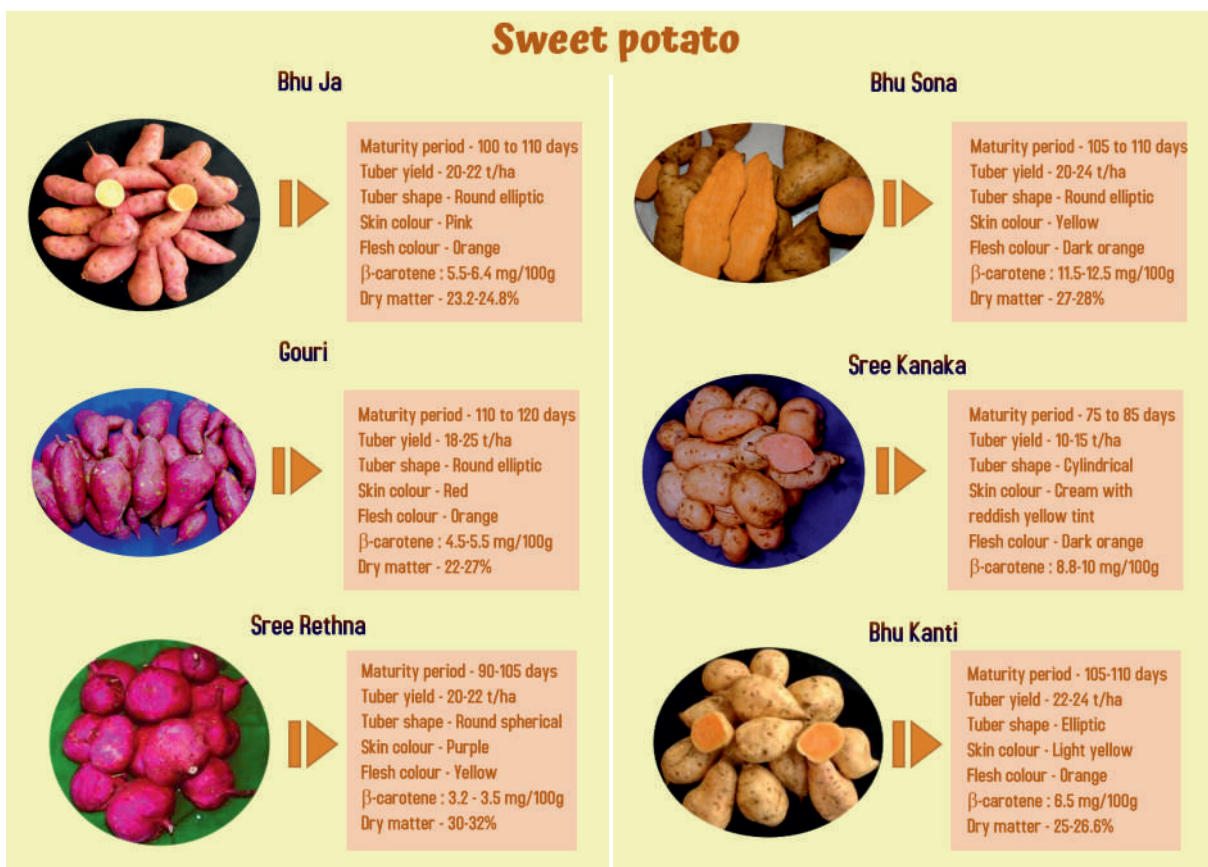 Sweet potato
Bhu Ja
Maturity period - 100 to 110 days
Tuber yield - 20-22 t/ha
Tuber shape - Round elliptic
Skin colour - Pink
Flesh colour - Orange
β-carotene : 5.5-6.4 mg/100g
Dry matter - 23.2-24.8%
Bhu Sona
Maturity period - 105 to 110 days
Tuber yield - 20-24 t/ha
Tuber shape - Round elliptic
Skin colour - Yellow
Flesh colour - Dark orange
β-carotene : 11.5-12.5 mg/100g
Dry matter - 27-28%
Gouri
Maturity period - 110 to 120 days
Tuber yield - 18-25 t/ha
Tuber shape - Round elliptic
Skin colour - Red
Flesh colour - Orange
β-carotene : 4.5-5.5 mg/100g
Dry matter - 22-27%
Sree Kanaka
Maturity period - 75 to 85 days
Tuber yield - 10-15 t/ha
Tuber shape - Cylindrical
Skin colour - Cream with
reddish yellow tint
Flesh colour - Dark orange
β-carotene : 8.8-10 mg/100g
Sree Rethna
Maturity period - 90-105 days
Tuber yield - 20-22 t/ha
Tuber shape - Round spherical
Skin colour - Purple
Flesh colour - Yellow
β-carotene : 3.2 - 3.5 mg/100g
Dry matter - 30-32%
Bhu Kanti
Maturity period - 105-110 days
Tuber yield - 22-24 t/ha
Tuber shape - Elliptic
Skin colour - Light yellow
Flesh colour - Orange
β-carotene : 6.5 mg/100g
Dry matter - 25-26.6%